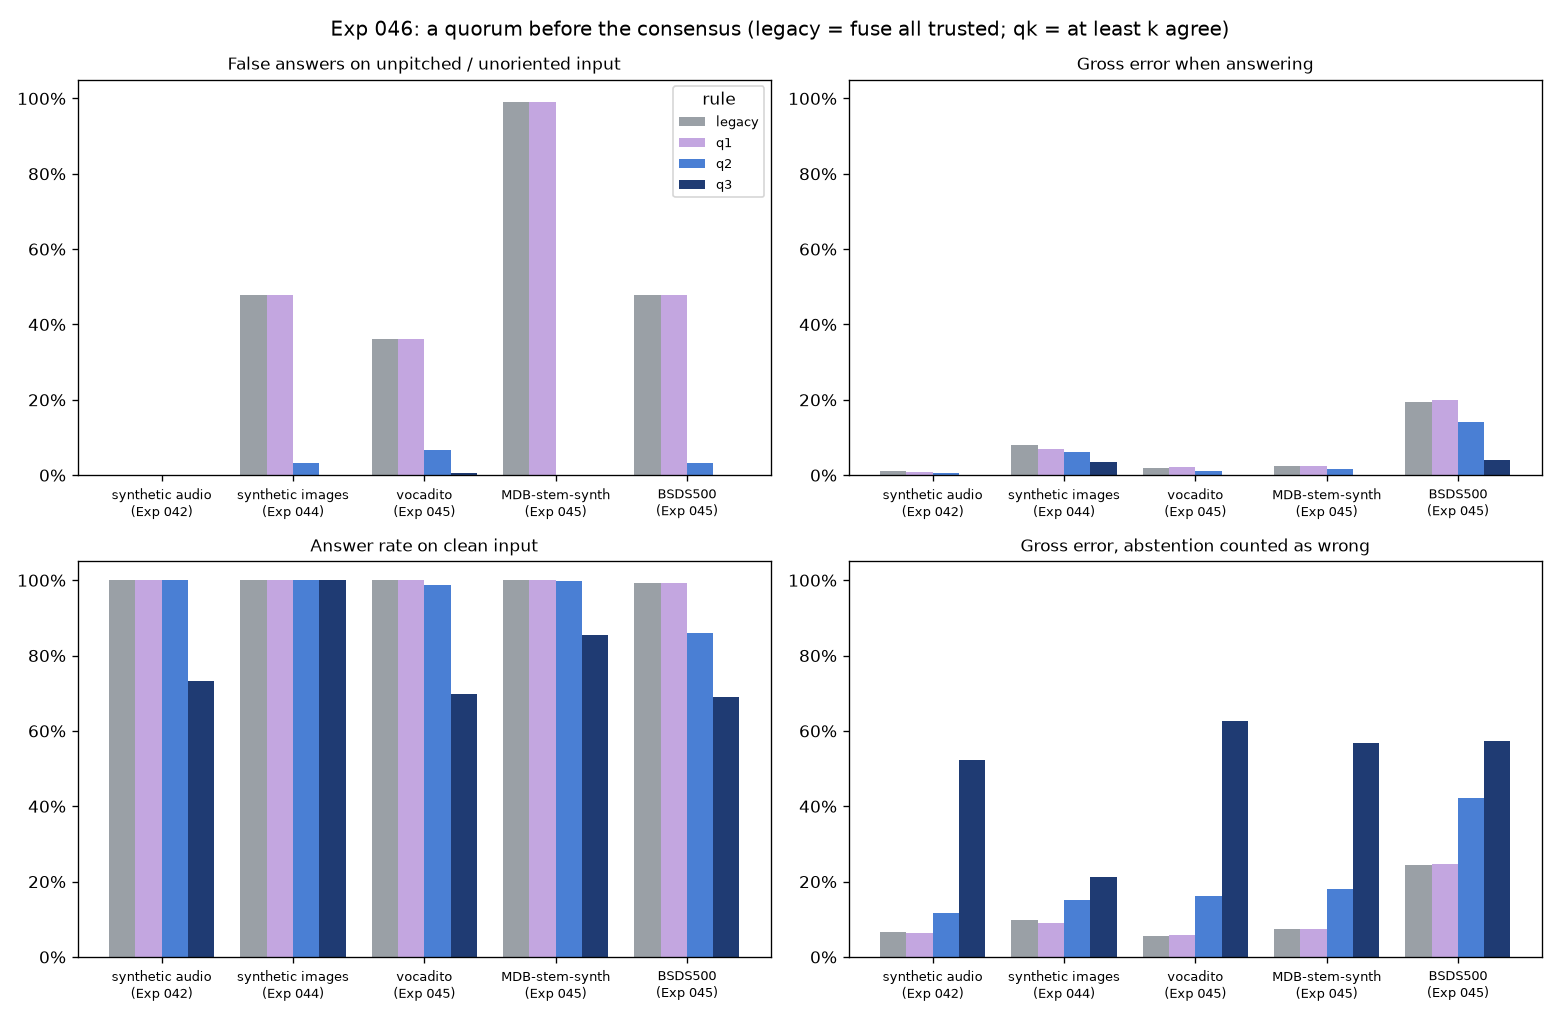 Exp 046: a quorum before the consensus (legacy = fuse all trusted; qk = at least k agree)
False answers on unpitched / unoriented input
100%
80%
60%
40%
20%
0%
rule
legacy
q1
q2
q3
synthetic audio
(Exp 042)
synthetic images
(Exp 044)
vocadito
(Exp 045)
MDB-stem-synth
(Exp 045)
BSDS500
(Exp 045)
Gross error when answering
100%
80%
60%
40%
20%
0%
synthetic audio
(Exp 042)
synthetic images
(Exp 044)
vocadito
(Exp 045)
MDB-stem-synth
(Exp 045)
BSDS500
(Exp 045)
Answer rate on clean input
100%
80%
60%
40%
20%
0%
synthetic audio
(Exp 042)
synthetic images
(Exp 044)
vocadito
(Exp 045)
MDB-stem-synth
(Exp 045)
BSDS500
(Exp 045)
Gross error, abstention counted as wrong
100%
80%
60%
40%
20%
0%
synthetic audio
(Exp 042)
synthetic images
(Exp 044)
vocadito
(Exp 045)
MDB-stem-synth
(Exp 045)
BSDS500
(Exp 045)